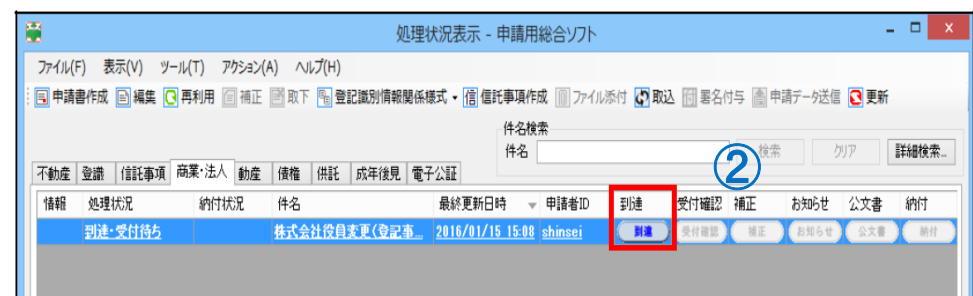 処理状況表示 - 申請用総合ソフト
ファイル(F) 表示(V) ツール(T) アクション(A) ヘルプ(H)
申請書作成 編集 再利用 補正 取下 登記識別情報関係様式 信 信託事項作成 ファイル添付 取込 署名付与 申請データ送信 更新
件名検索
件名 検索 クリア 詳細検索...
②
不動産 登識 信託事項 商業・法人 動産 債権 供託 成年後見 電子公証
情報 処理状況 納付状況 件名 最終更新日時 申請者ID 到達 受付確認 補正 お知らせ 公文書 納付
到達・受付待ち 株式会社役員変更(登記事... 2016/01/15 15:08 shinsei 到達 受付確認 補正 お知らせ 公文書 納付